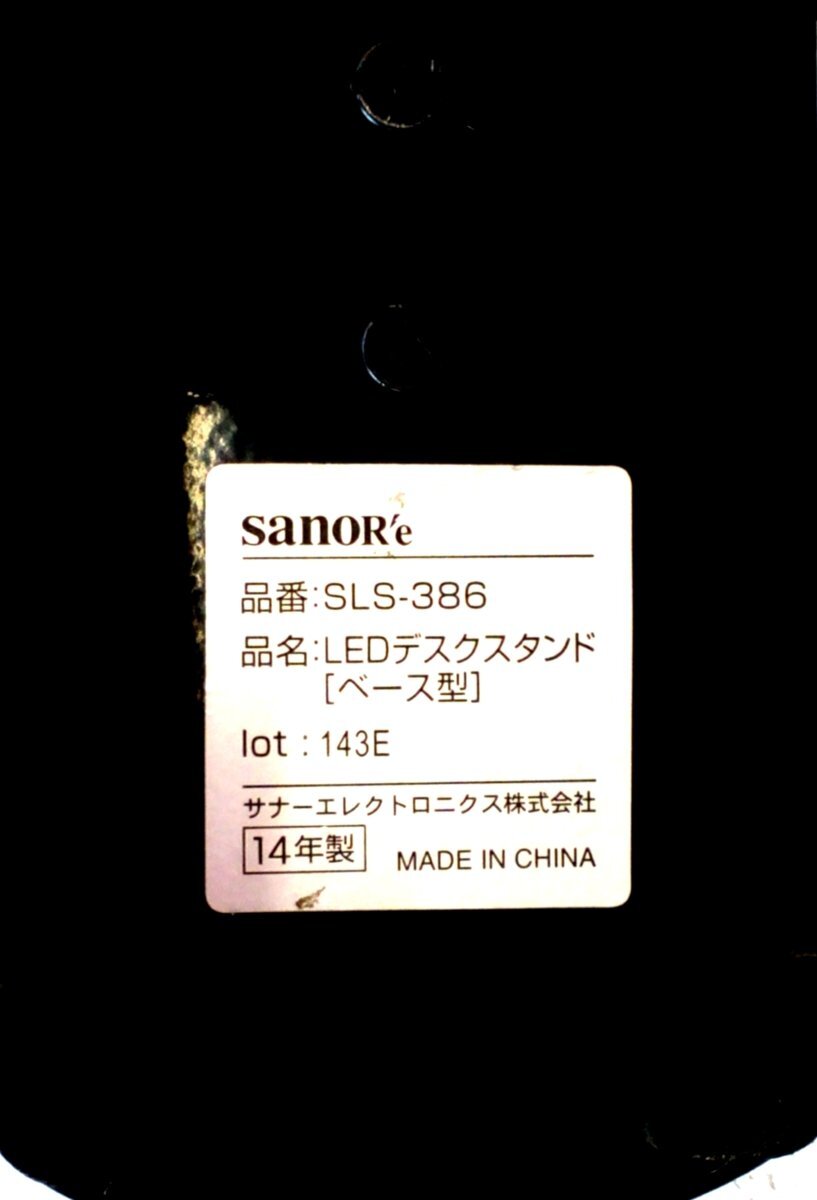 sanoR'e
品番:SLS-386
品名:LEDデスクスタンド
[ベース型]
lot : 143E
サナーエレクトロニクス株式会社
14年製
MADE IN CHINA